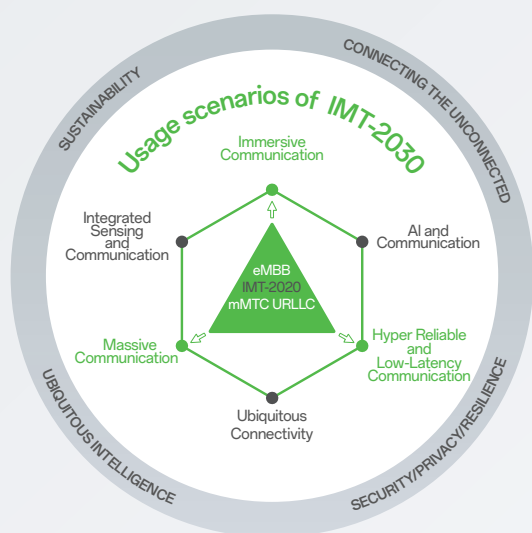 SUSTAINABILITY
CONNECTING THE UNCONNECTED
Usage scenarios of IMT-2030
Immersive
Communication
Integrated
Sensing
and
Communication
AI and
Communication
eMBB
IMT-2020
mMTC URLLC
Massive
Communication
Hyper Reliable
and
Low-Latency
Communication
Ubiquitous
Connectivity
UBIQUITOUS INTELLIGENCE
SECURITY/PRIVACY/RESILIENCE